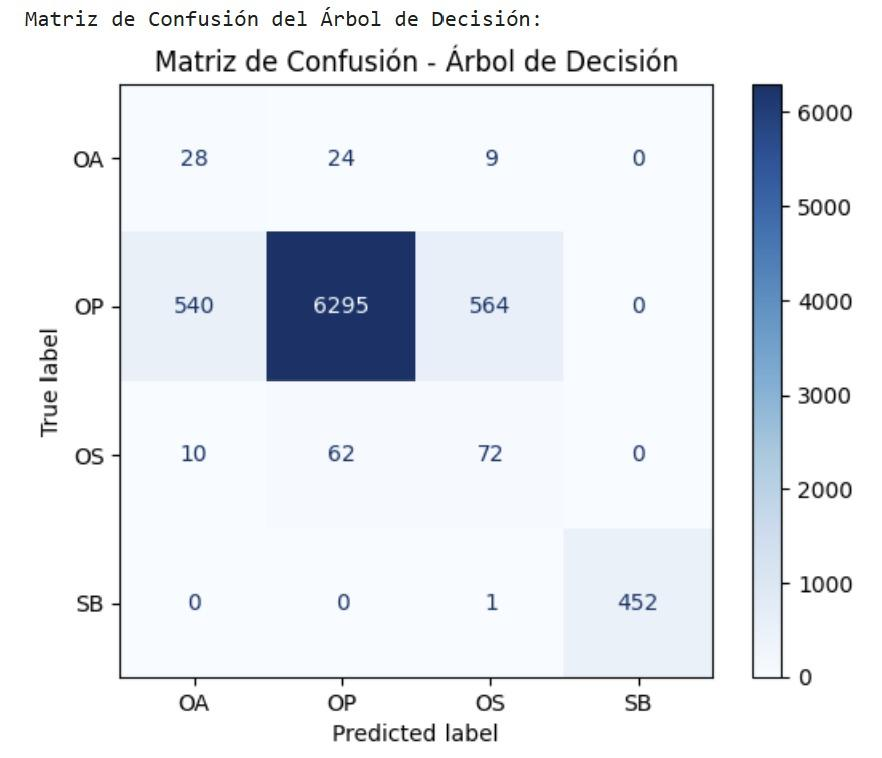 Matriz de Confusión del Árbol de Decisión:
Matriz de Confusión - Árbol de Decisión
6000
OA 28 24 9 0
5000
OP 540 6295 564 0
4000
True label
3000
OS 10 62 72 0
2000
1000
SB 0 0 1 452
0
OA OP OS SB
Predicted label